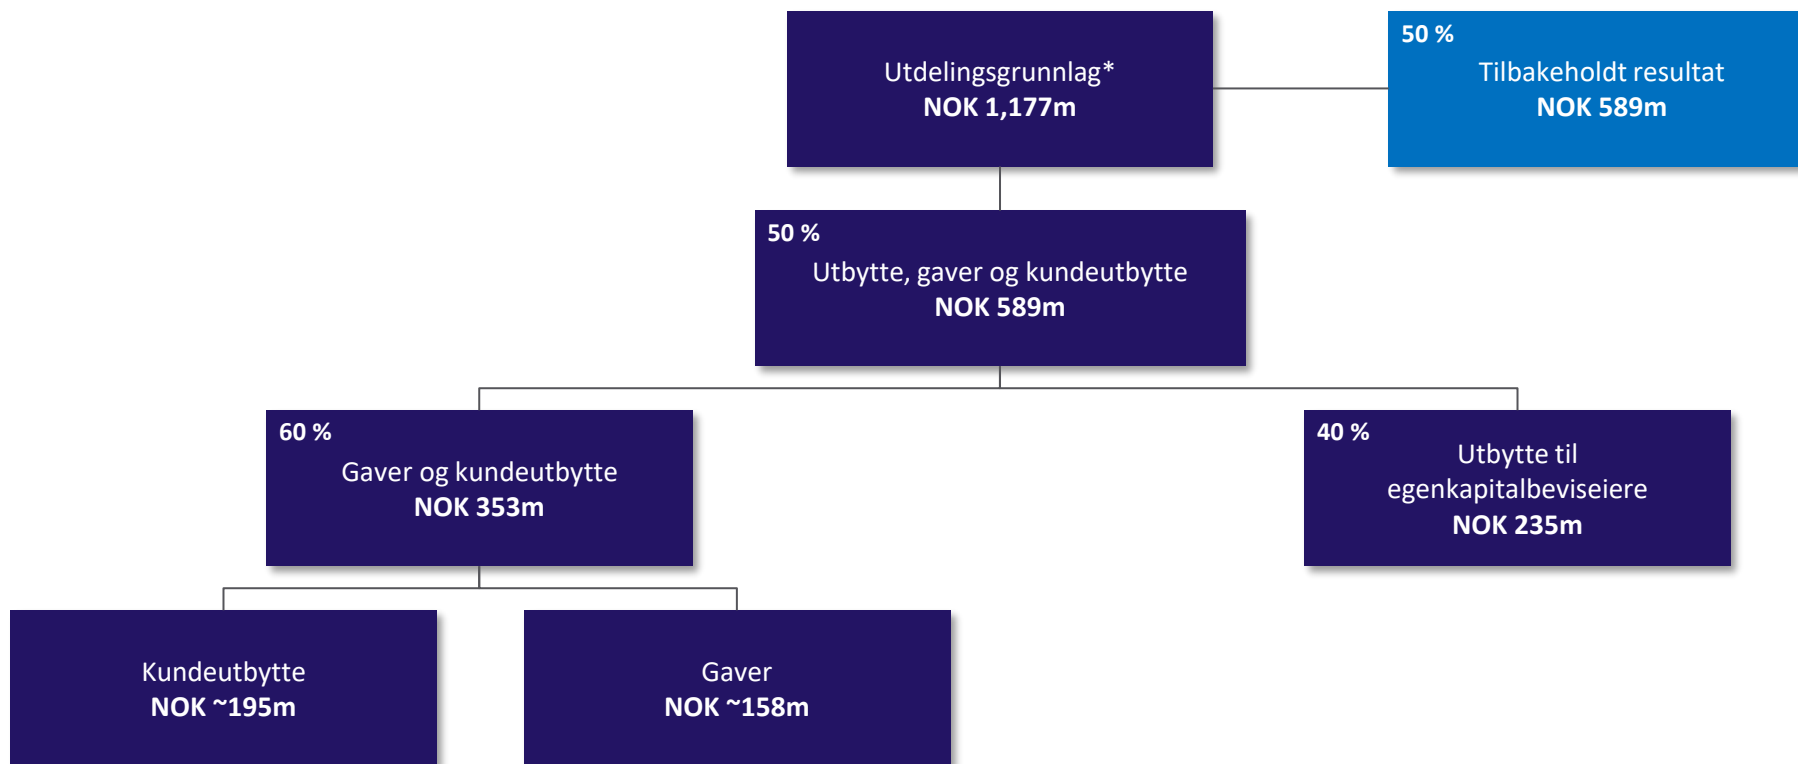 Utdelingsgrunnlag*
NOK 1,177m
50 %
Tilbakeholdt resultat
NOK 589m
50 %
Utbytte, gaver og kundeutbytte
NOK 589m
60 %
Gaver og kundeutbytte
NOK 353m
40 %
Utbytte til
egenkapitalbeviseiere
NOK 235m
Kundeutbytte
NOK ~195m
Gaver
NOK ~158m